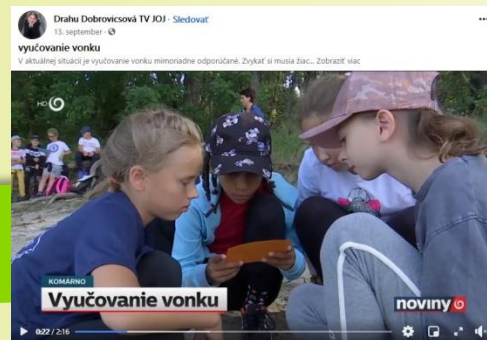 Drahu Dobrovicsová TV JOJ · Sledovať
13. september ·
vyučovanie vonku
V aktuálnej situácii je vyučovanie vonku mimoriadne odporúčané. Zvykať si musia žiac... Zobraziť viac
HD
KOMÁRNO
Vyučovanie vonku
noviny
0:22 / 2:16